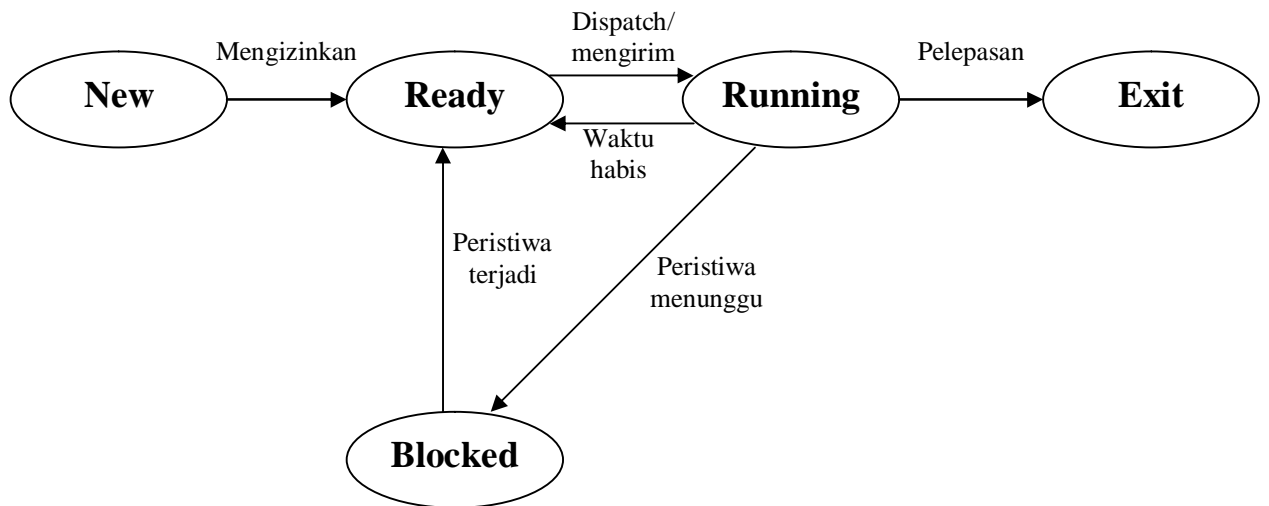 Dispatch/
mengirim
Mengizinkan
Pelepasan
New
Ready
Running
Exit
Waktu
habis
Peristiwa
terjadi
Peristiwa
menunggu
Blocked